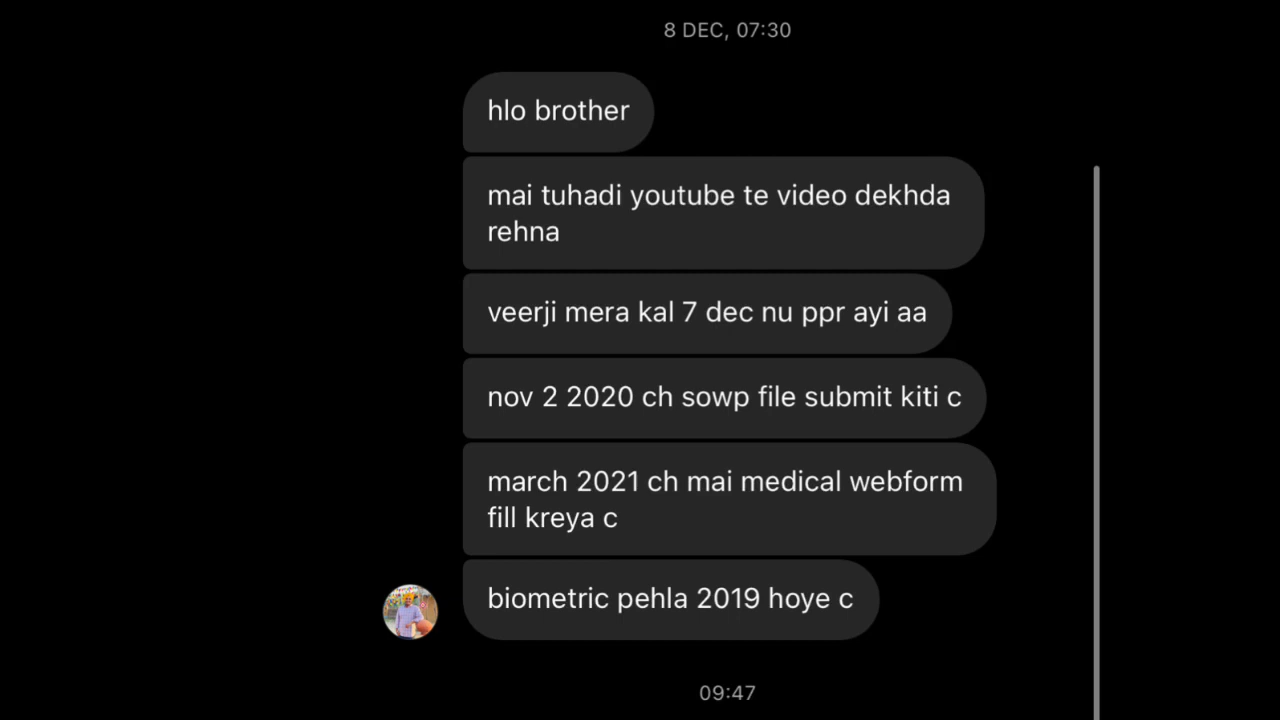 8 DEC, 07:30
hlo brother
mai tuhadi youtube te video dekhda
rehna
veerji mera kal 7 dec nu ppr ayi aa
nov 2 2020 ch sowp file submit kiti c
march 2021 ch mai medical webform
fill kreya c
biometric pehla 2019 hoye c
09:47